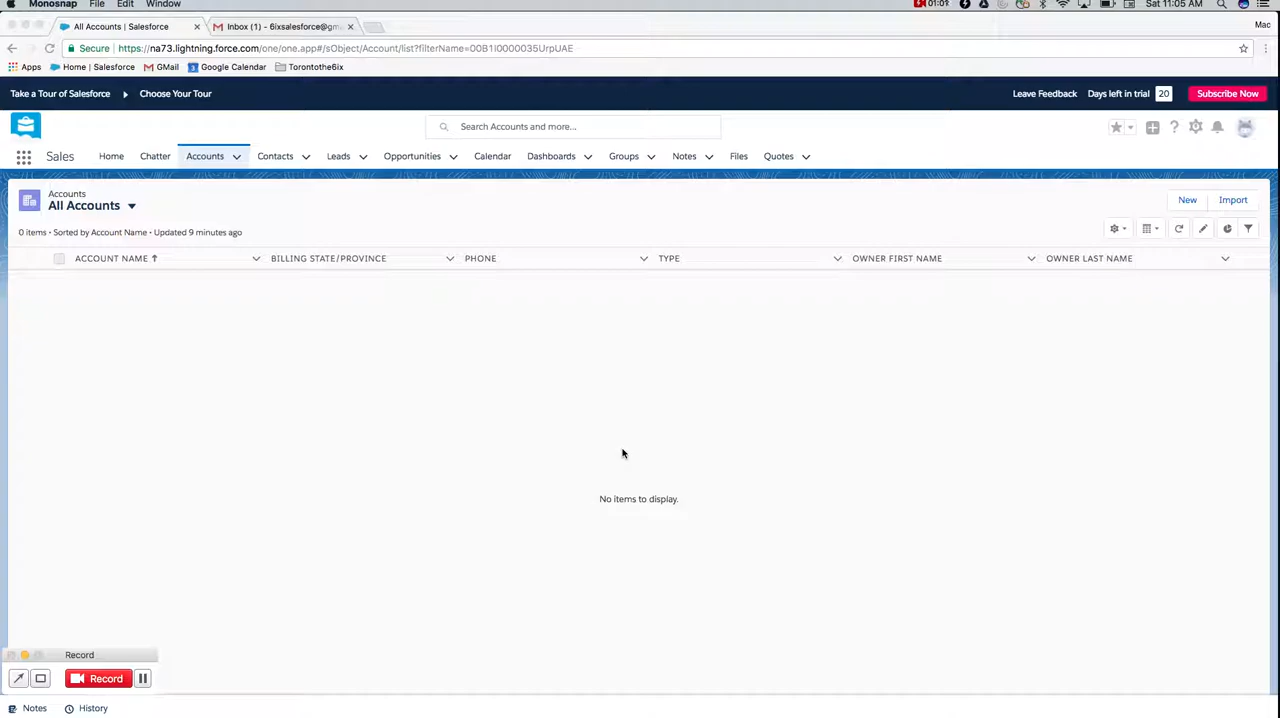 Monosnap File Edit Window 01:01 Sat 11:05 AM
All Accounts | Salesforce Inbox (1) - 6ixsalesforce@gm Mac
Secure https://na73.lightning.force.com/one/one.app#/sObject/Account/list?filterName=00B1I0000035UrpUAE
Apps Home | Salesforce GMail Google Calendar Torontothe6ix
Take a Tour of Salesforce Choose Your Tour Leave Feedback Days left in trial 20 Subscribe Now
Search Accounts and more...
Sales Home Chatter Accounts Contacts Leads Opportunities Calendar Dashboards Groups Notes Files Quotes
Accounts
All Accounts New Import
0 items • Sorted by Account Name • Updated 9 minutes ago
ACCOUNT NAME BILLING STATE/PROVINCE PHONE TYPE OWNER FIRST NAME OWNER LAST NAME
No items to display.
Record
Record
Notes History